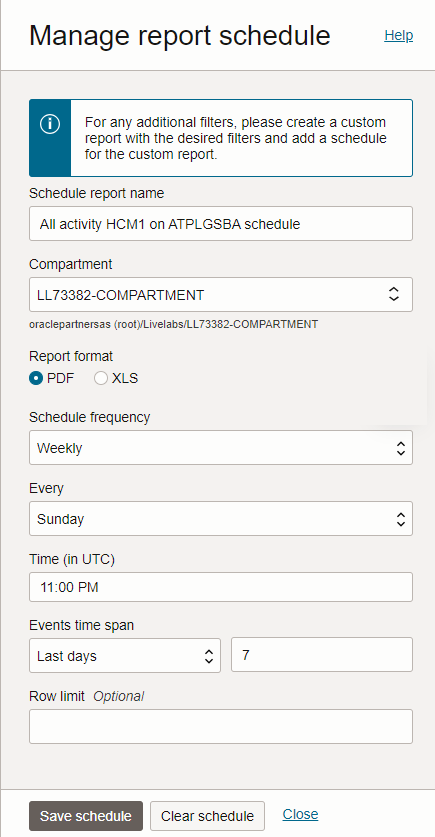 Manage report schedule
Help
For any additional filters, please create a custom
report with the desired filters and add a schedule
for the custom report.
Schedule report name
All activity HCM1 on ATPLGSBA schedule
Compartment
LL73382-COMPARTMENT
oraclepartnersas (root)/Livelabs/LL73382-COMPARTMENT
Report format
PDF XLS
Schedule frequency
Weekly
Every
Sunday
Time (in UTC)
11:00 PM
Events time span
Last days 7
Row limit Optional
Save schedule Clear schedule Close